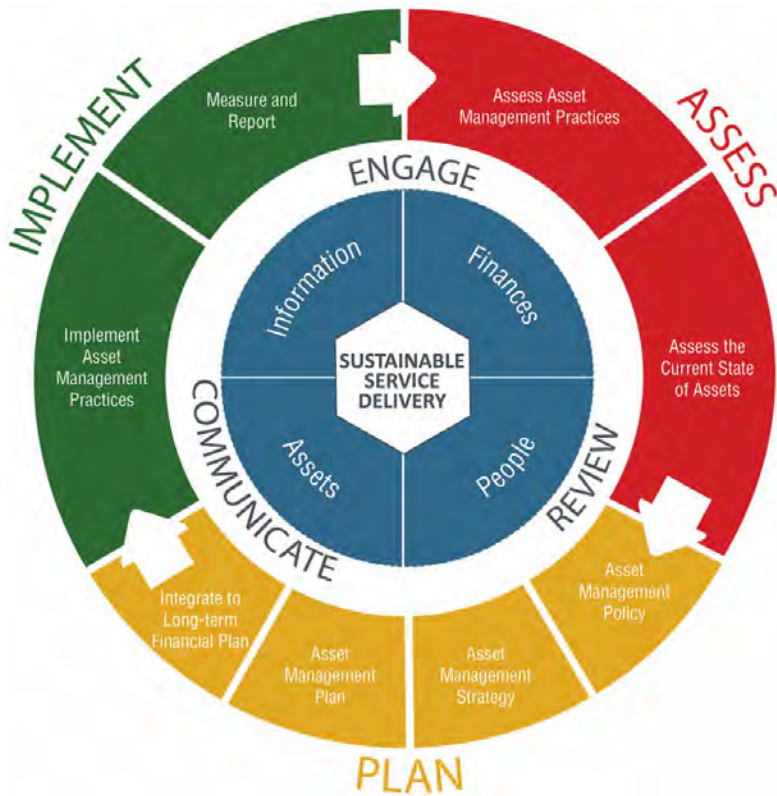 IMPLEMENT
ASSESS
PLAN
Measure and
Report
Assess Asset
Management Practices
Assess the
Current State
of Assets
Asset
Management
Policy
Asset
Management
Strategy
Asset
Management
Plan
Integrate to
Long-term
Financial Plan
Implement
Asset
Management
Practices
ENGAGE
REVIEW
COMMUNICATE
Information
Finances
People
Assets
SUSTAINABLE
SERVICE
DELIVERY